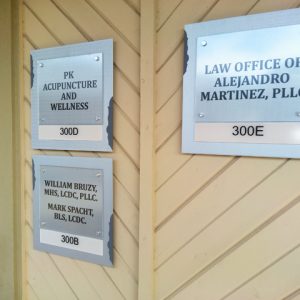 PK
ACUPUNCTURE
AND
WELLNESS
300D
WILLIAM BRUZY,
MHS, LCDC, PLLC.
MARK SPACHT,
BLS, LCDC.
300B
LAW OFFICE OF
ALEJANDRO
MARTINEZ, PLLC
300E